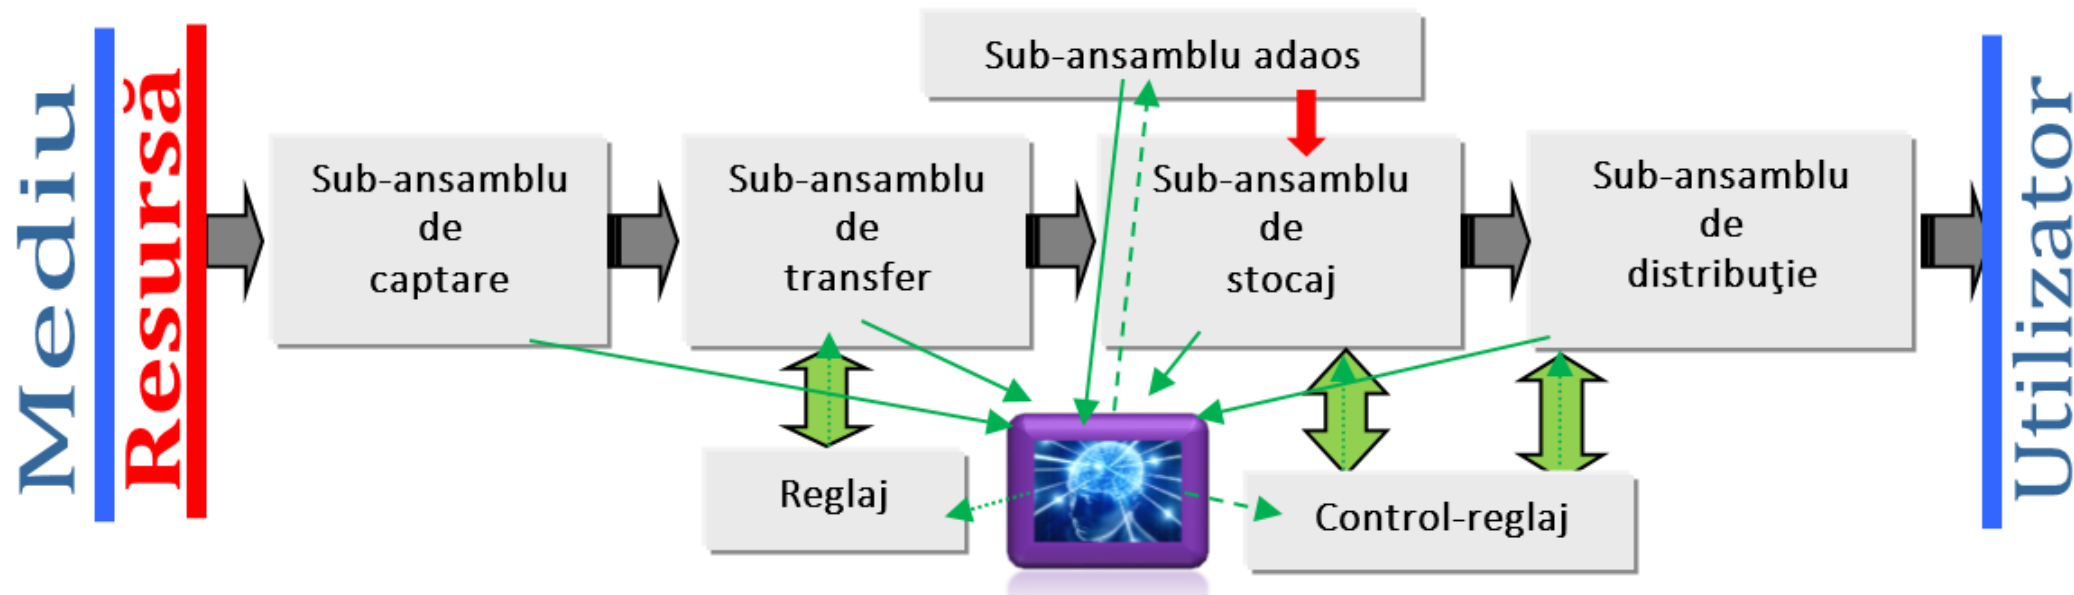 Mediu
Resursă
Sub-ansamblu adaos
Sub-ansamblu
de
captare
Sub-ansamblu
de
transfer
Sub-ansamblu
de
stocaj
Sub-ansamblu
de
distribuţie
Reglaj
Control-reglaj
Utilizator